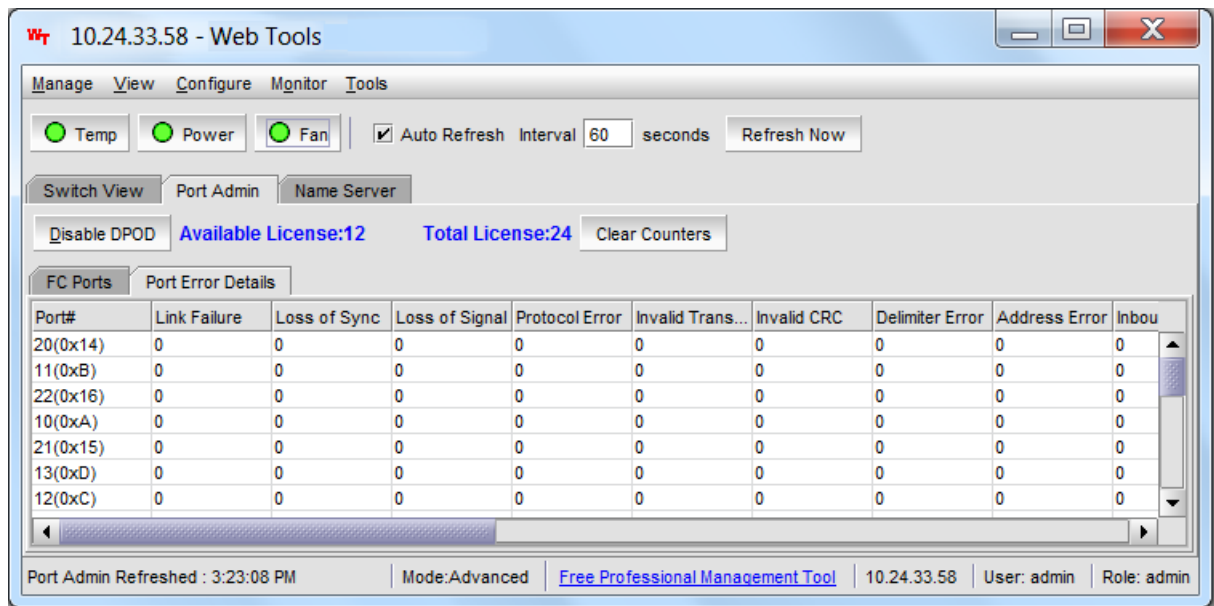 WT 10.24.33.58 - Web Tools
Manage View Configure Monitor Tools
Temp Power Fan Auto Refresh Interval 60 seconds Refresh Now
Switch View Port Admin Name Server
Disable DPOD Available License:12 Total License:24 Clear Counters
FC Ports Port Error Details
Port# Link Failure Loss of Sync Loss of Signal Protocol Error Invalid Trans... Invalid CRC Delimiter Error Address Error Inbou
20(0x14) 0 0 0 0 0 0 0 0 0
11(0xB) 0 0 0 0 0 0 0 0 0
22(0x16) 0 0 0 0 0 0 0 0 0
10(0xA) 0 0 0 0 0 0 0 0 0
21(0x15) 0 0 0 0 0 0 0 0 0
13(0xD) 0 0 0 0 0 0 0 0 0
12(0xC) 0 0 0 0 0 0 0 0 0
Port Admin Refreshed : 3:23:08 PM Mode:Advanced Free Professional Management Tool 10.24.33.58 User: admin Role: admin